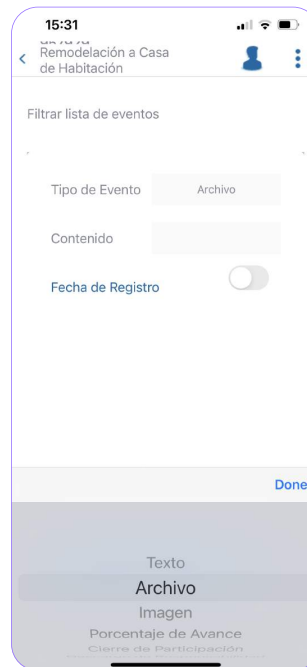 15:31
Remodelación a Casa
de Habitación
Filtrar lista de eventos
Tipo de Evento
Archivo
Contenido
Fecha de Registro
Done
Texto
Archivo
Imagen
Porcentaje de Avance
Cierre de Participación